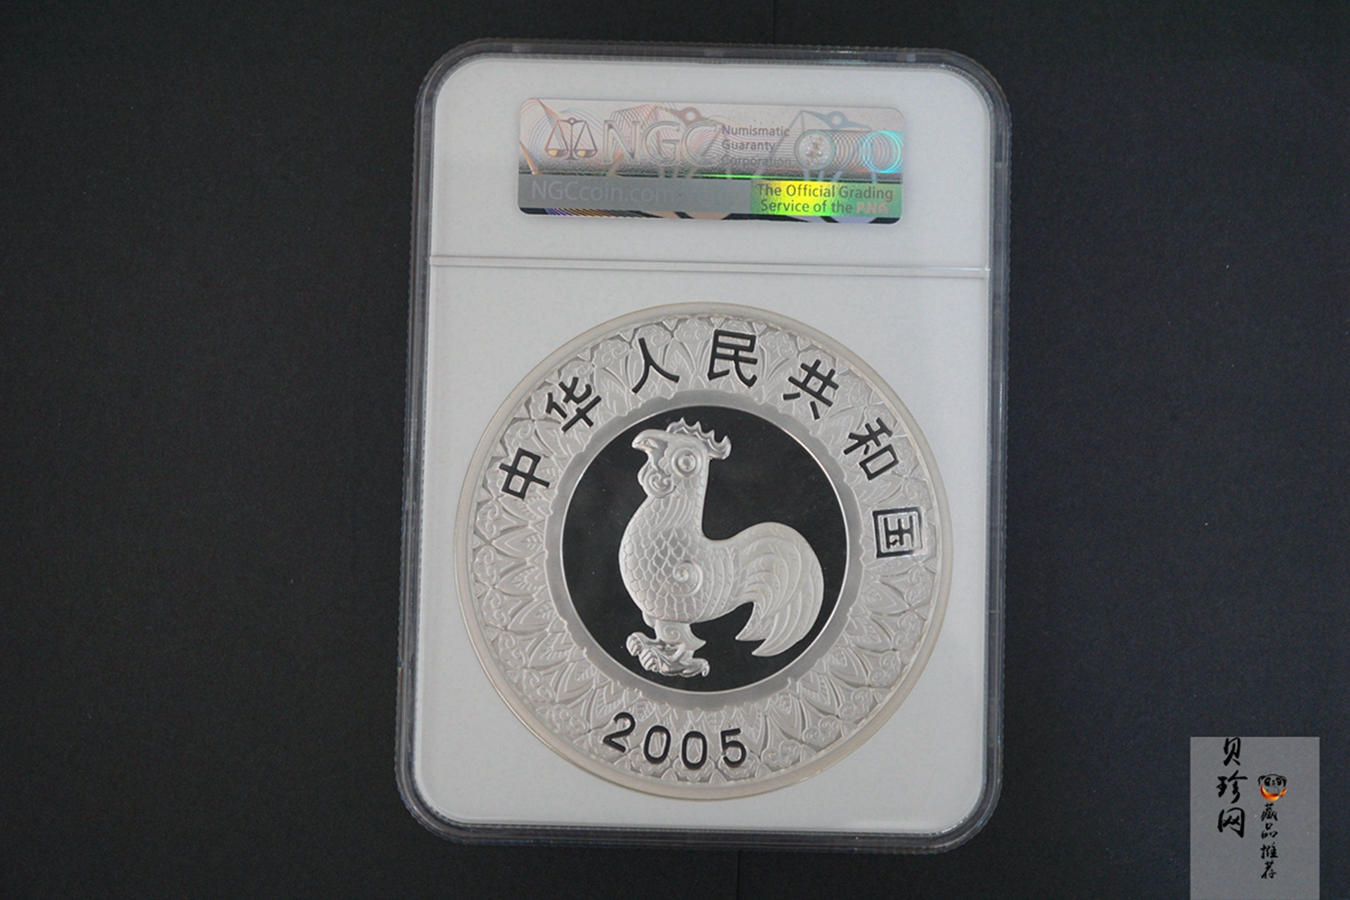 NGC
Numismatic
Guaranty
Corporation
NGCcoin.com
The Official Grading
Service of the PNG
中华人民共和国
2005
贝珍网
藏品推荐